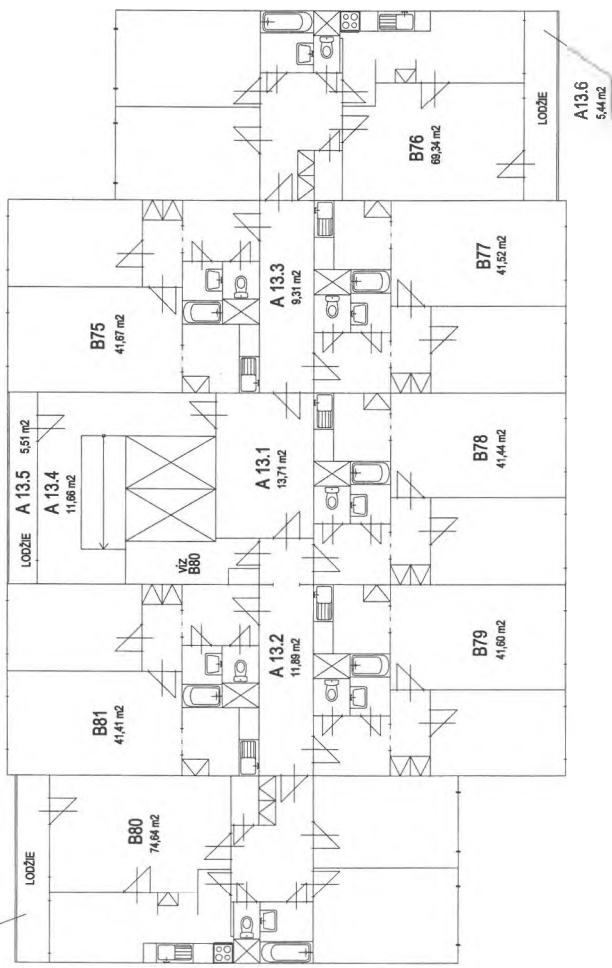 LODŽIE
A 13.5
5,51 m2
A 13.4
11,66 m2
VÍZ
B80
A 13.1
13,71 m2
B75
41,67 m2
A 13.3
9,31 m2
B76
69,34 m2
LODŽIE
A13.6
5,44 m2
B77
41,52 m2
B78
41,44 m2
B79
41,60 m2
A 13.2
11,89 m2
B81
41,41 m2
LODŽIE
B80
74,64 m2